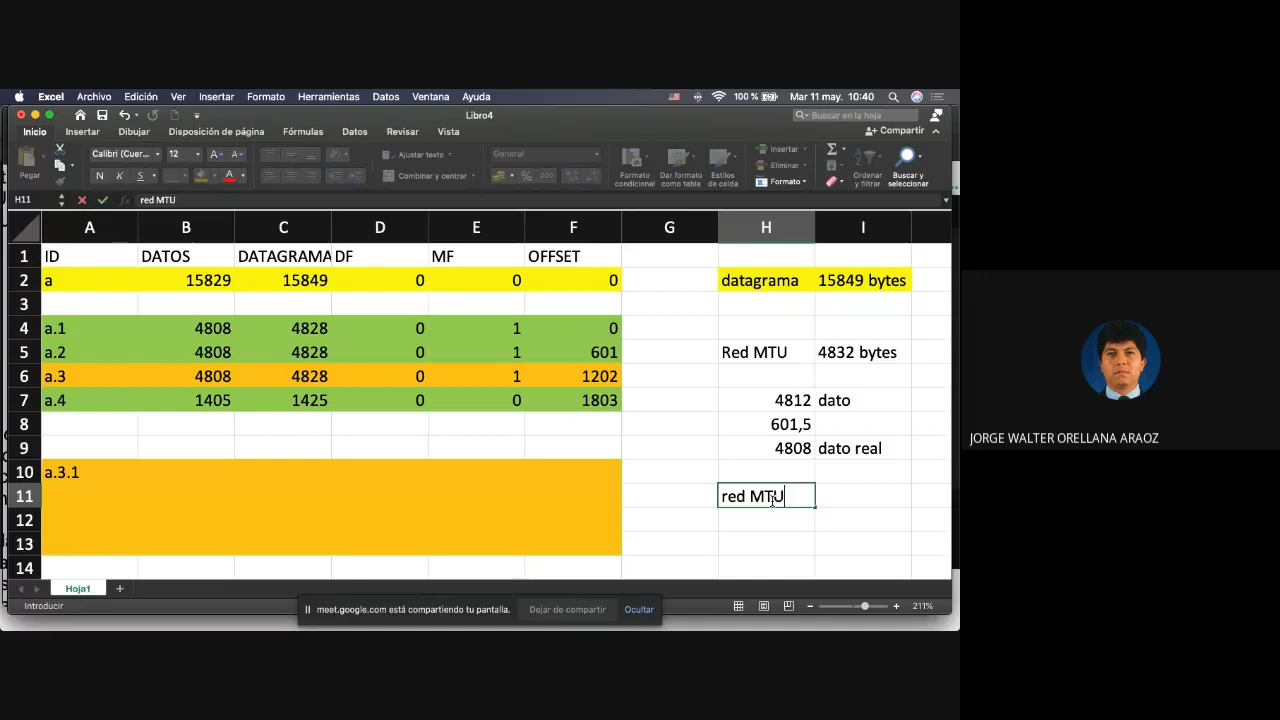 Excel Archivo Edición Ver Insertar Formato Herramientas Datos Ventana Ayuda 100 % Mar 11 may. 10:40
Libro4 Buscar en la hoja
Inicio Insertar Dibujar Disposición de página Fórmulas Datos Revisar Vista Compartir
Pegar Calibri (Cuer... 12 A A Ajustar texto General Formato condicional Dar formato como tabla Estilos de celda Insertar Eliminar Formato Ordenar y filtrar Buscar y seleccionar
N K S A Combinar y centrar % 000
H11 fx red MTU
A B C D E F G H I
1 ID DATOS DATAGRAMA DF MF OFFSET
2 a 15829 15849 0 0 0 datagrama 15849 bytes
3
4 a.1 4808 4828 0 1 0
5 a.2 4808 4828 0 1 601 Red MTU 4832 bytes
6 a.3 4808 4828 0 1 1202
7 a.4 1405 1425 0 0 1803 4812 dato
8 601,5
9 4808 dato real
10 a.3.1
11 red MTU
12
13
14
Hoja1
Introducir 211%
meet.google.com está compartiendo tu pantalla. Dejar de compartir Ocultar
JORGE WALTER ORELLANA ARAOZ